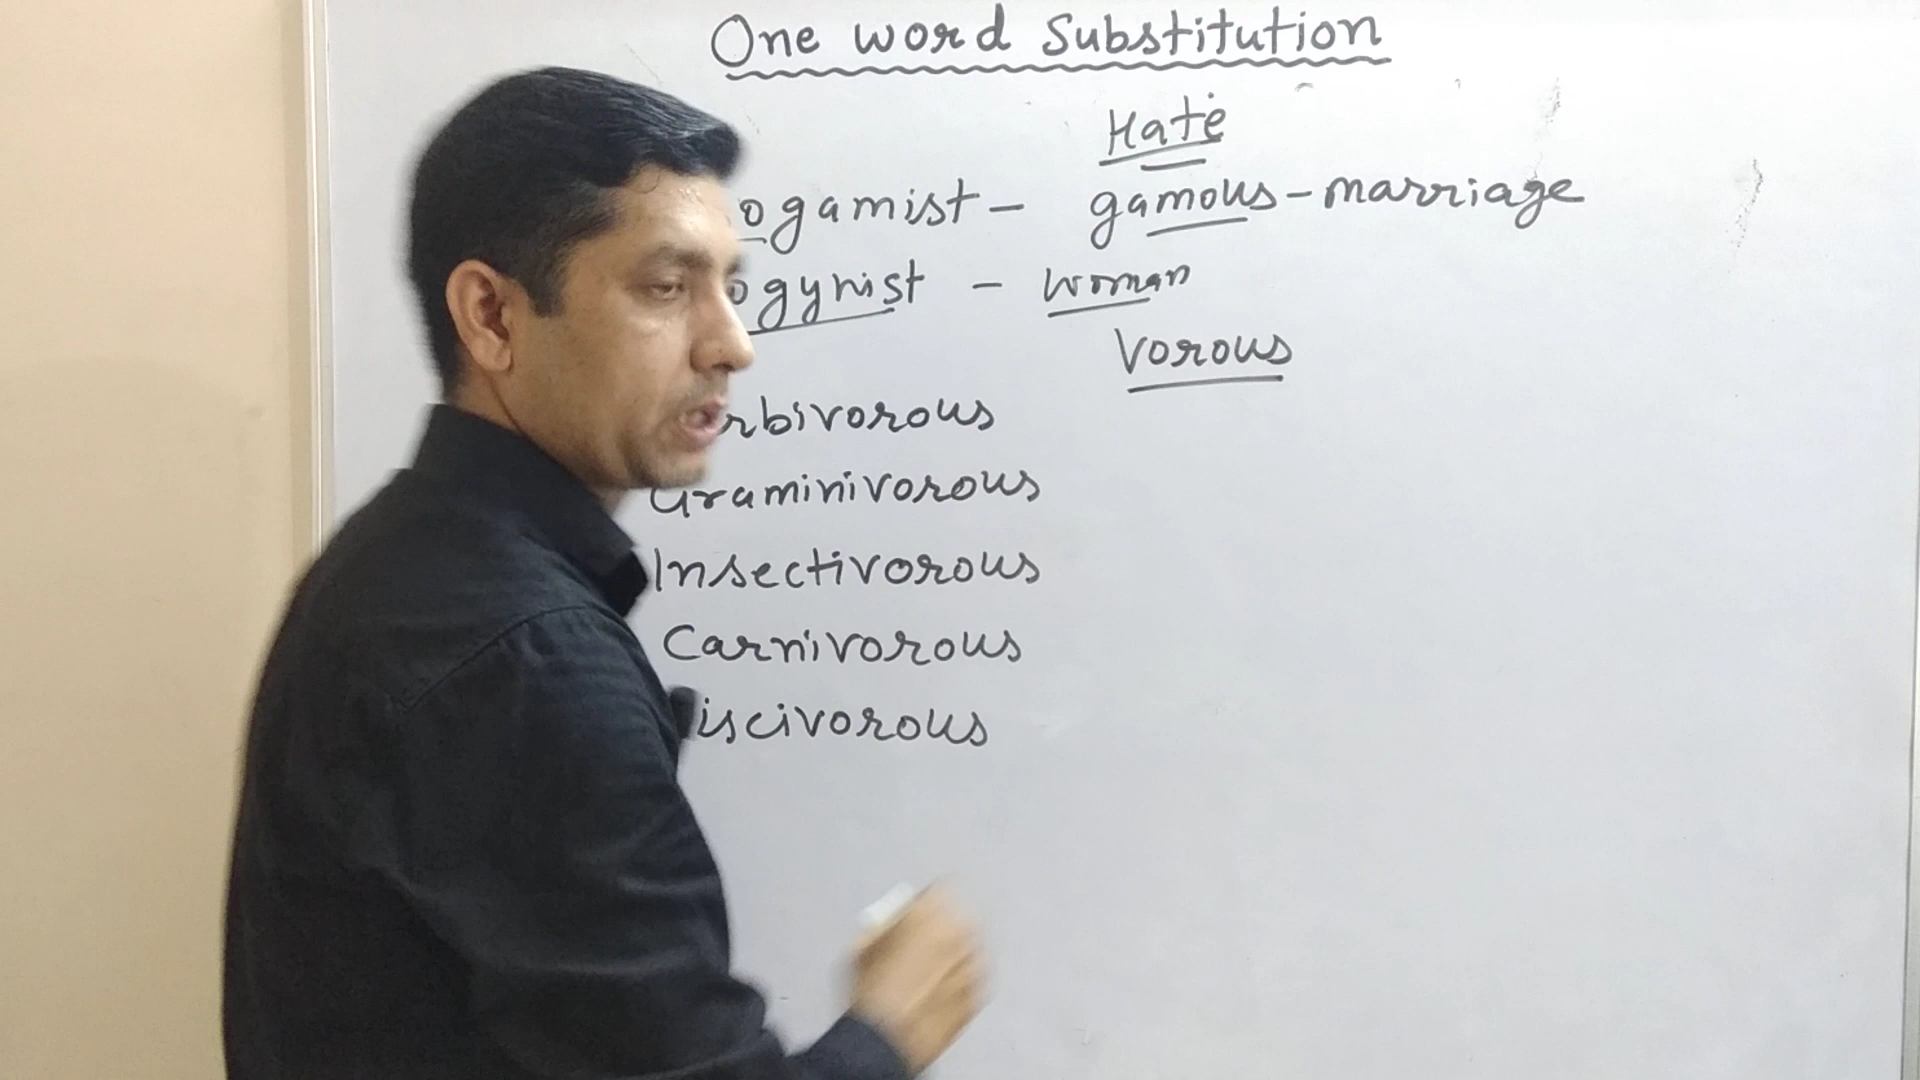 One word Substitution
Hate
ogamist - gamous - marriage
ogynist - woman
Vorous
rbivorous
Graminivorous
Insectivorous
Carnivorous
iscivorous